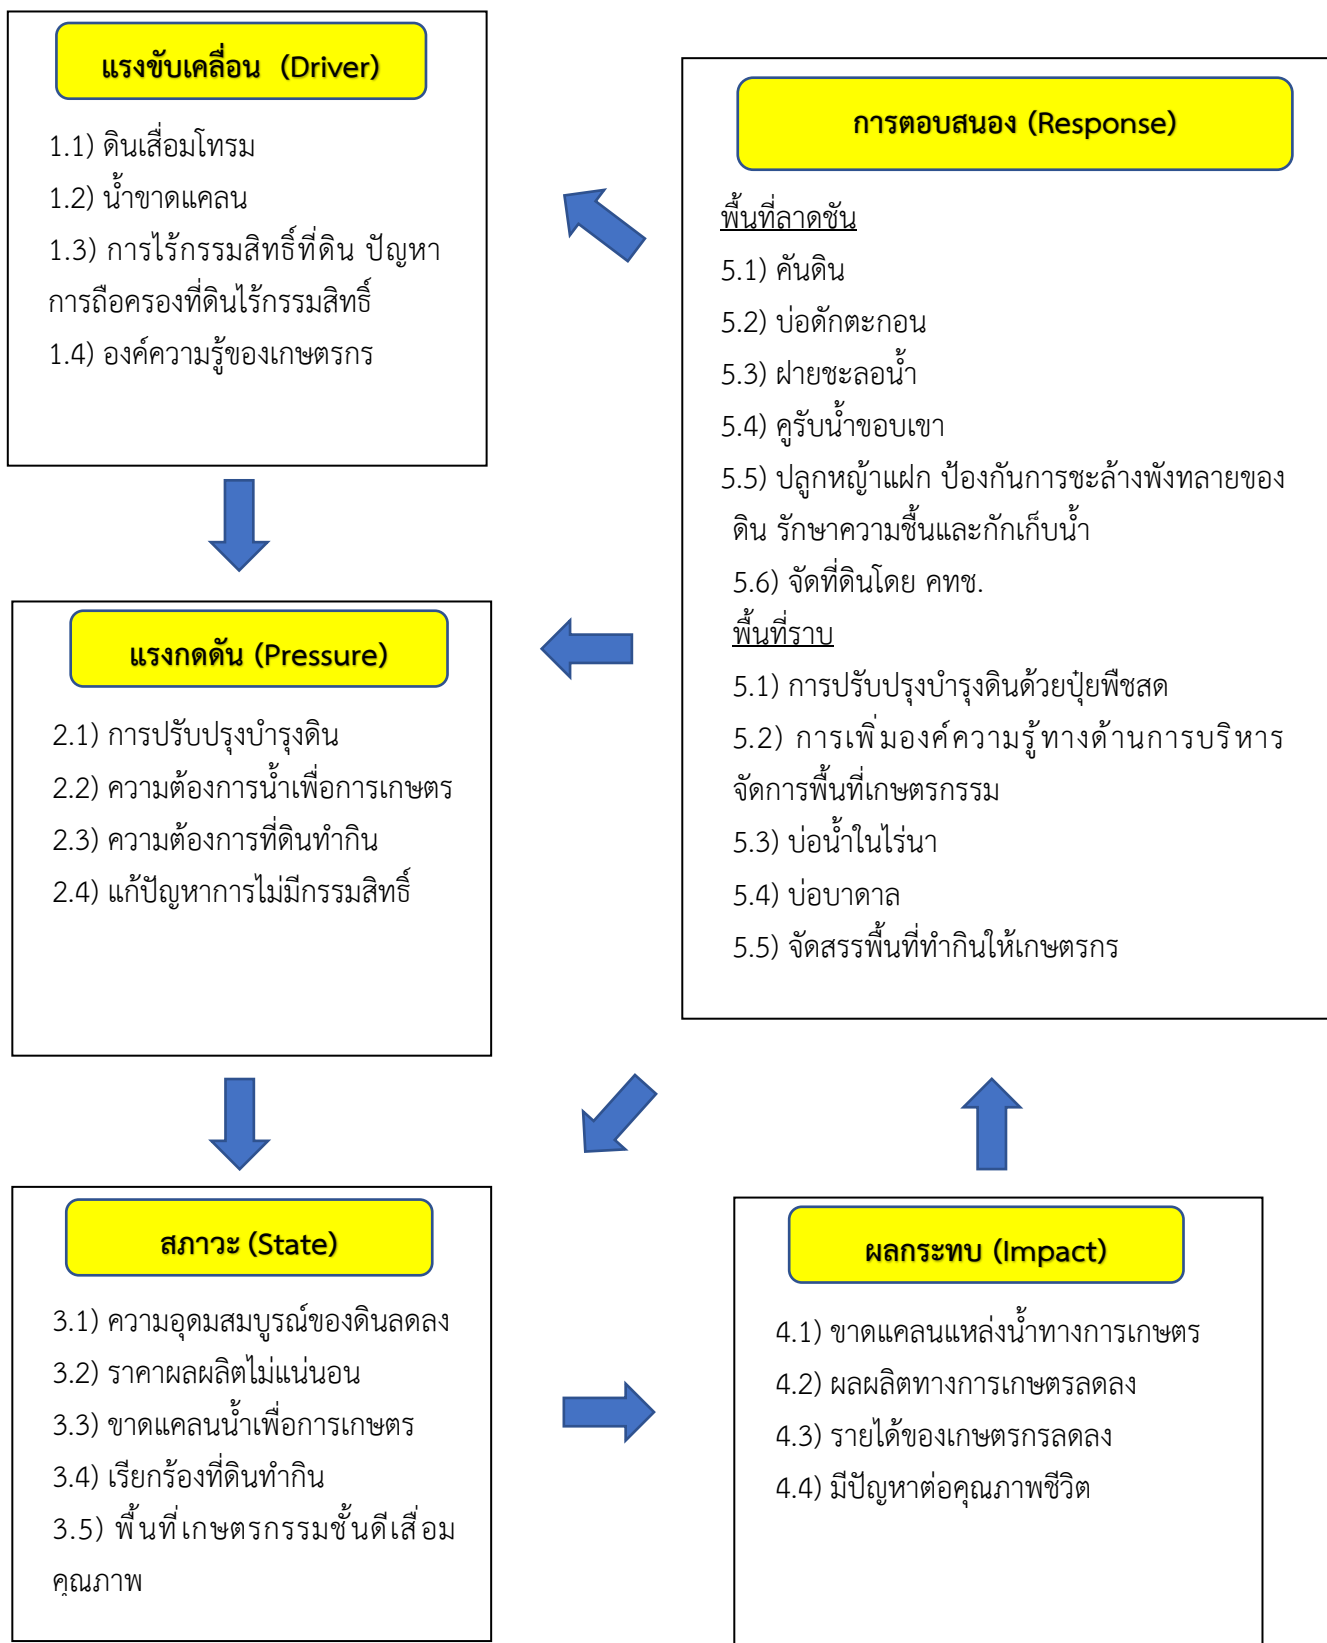 แรงขับเคลื่อน (Driver)
1.1) ดินเสื่อมโทรม
1.2) น้ำขาดแคลน
1.3) การไร้กรรมสิทธิ์ที่ดิน ปัญหา
การถือครองที่ดินไร้กรรมสิทธิ์
1.4) องค์ความรู้ของเกษตรกร
แรงกดดัน (Pressure)
2.1) การปรับปรุงบำรุงดิน
2.2) ความต้องการน้ำเพื่อการเกษตร
2.3) ความต้องการที่ดินทำกิน
2.4) แก้ปัญหาการไม่มีกรรมสิทธิ์
สภาวะ (State)
3.1) ความอุดมสมบูรณ์ของดินลดลง
3.2) ราคาผลผลิตไม่แน่นอน
3.3) ขาดแคลนน้ำเพื่อการเกษตร
3.4) เรียกร้องที่ดินทำกิน
3.5) พื้นที่เกษตรกรรมชั้นดีเสื่อม
คุณภาพ
การตอบสนอง (Response)
พื้นที่ลาดชัน
5.1) คันดิน
5.2) บ่อดักตะกอน
5.3) ฝายชะลอน้ำ
5.4) คูรับน้ำขอบเขา
5.5) ปลูกหญ้าแฝก ป้องกันการชะล้างพังทลายของ
ดิน รักษาความชื้นและกักเก็บน้ำ
5.6) จัดที่ดินโดย คทช.
พื้นที่ราบ
5.1) การปรับปรุงบำรุงดินด้วยปุ๋ยพืชสด
5.2) การเพิ่มองค์ความรู้ทางด้านการบริหาร
จัดการพื้นที่เกษตรกรรม
5.3) บ่อน้ำในไร่นา
5.4) บ่อบาดาล
5.5) จัดสรรพื้นที่ทำกินให้เกษตรกร
ผลกระทบ (Impact)
4.1) ขาดแคลนแหล่งน้ำทางการเกษตร
4.2) ผลผลิตทางการเกษตรลดลง
4.3) รายได้ของเกษตรกรลดลง
4.4) มีปัญหาต่อคุณภาพชีวิต